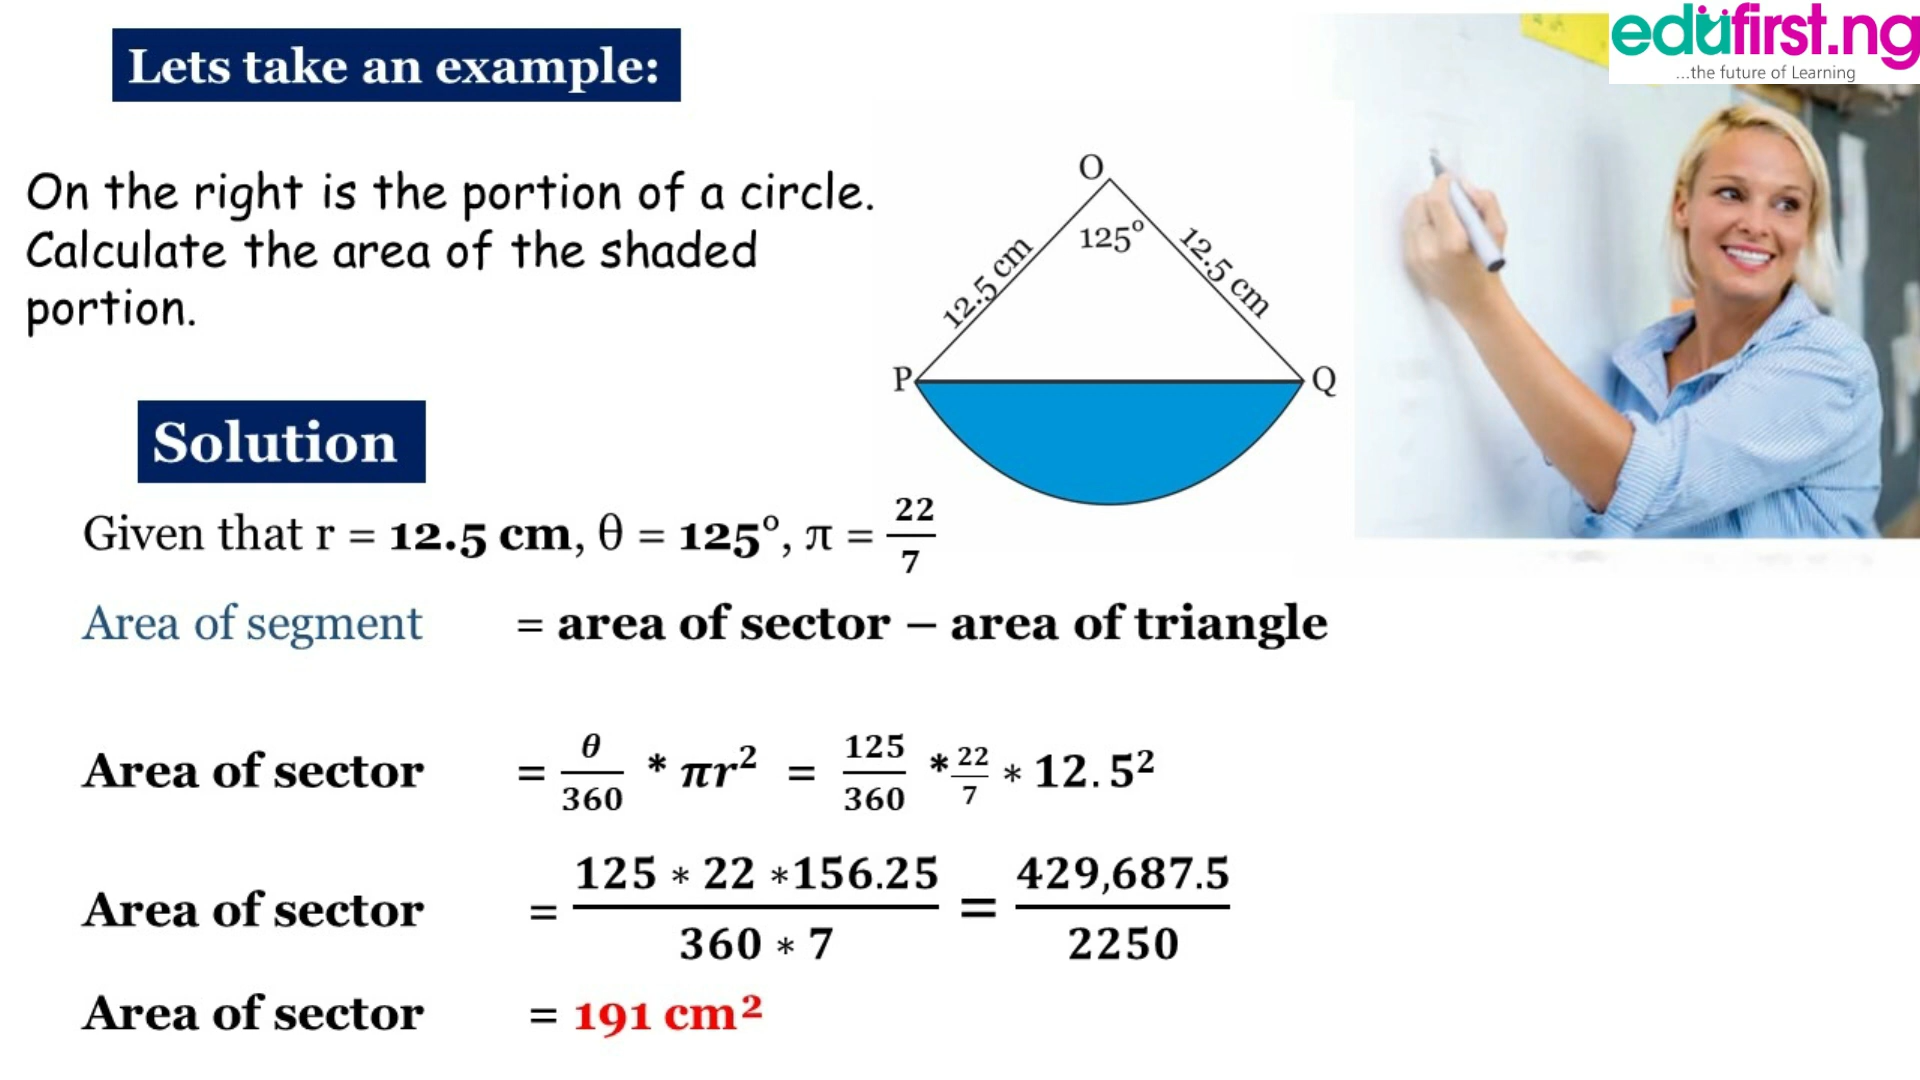 edufirst.ng
...the future of Learning
Lets take an example:
On the right is the portion of a circle.
Calculate the area of the shaded
portion.
O
125°
12.5 cm
12.5 cm
P
Q
Solution
Given that r = 12.5 cm, θ = 125°, π = 22/7
Area of segment = area of sector – area of triangle
Area of sector = θ/360 * πr² = 125/360 * 22/7 * 12.5²
Area of sector = 125 * 22 *156.25 / 360 * 7 = 429,687.5 / 2250
Area of sector = 191 cm²